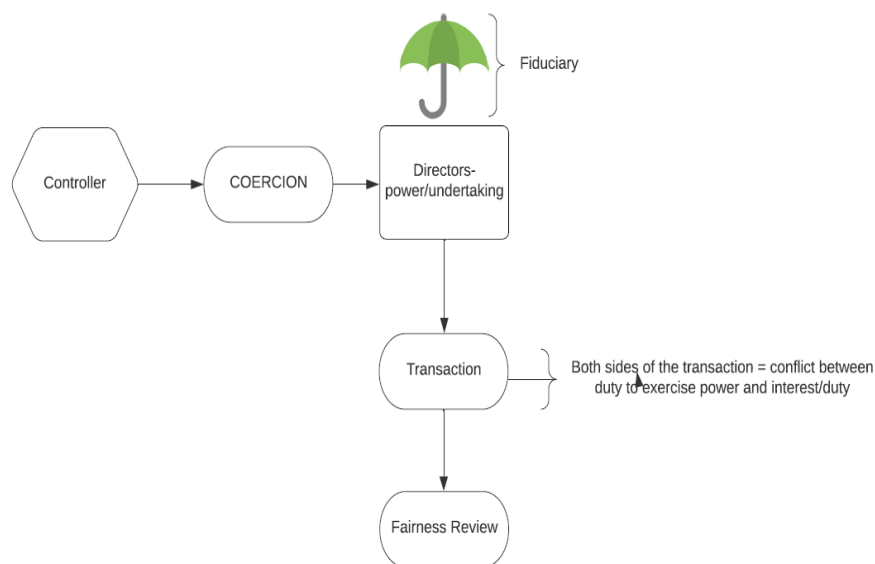 Fiduciary
Controller
COERCION
Directors-
power/undertaking
Transaction
Both sides of the transaction = conflict between
duty to exercise power and interest/duty
Fairness Review